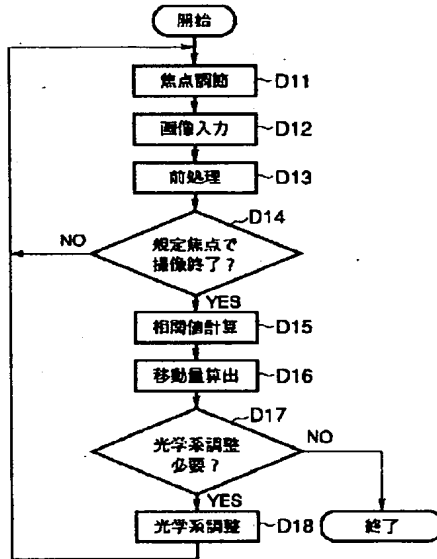 開始
焦点調節 D11
画像入力 D12
前処理 D13
D14
NO
規定焦点で
撮像終了?
YES
相関値計算 D15
移動量算出 D16
D17
NO
光学系調整
必要?
YES
光学系調整 D18
終了